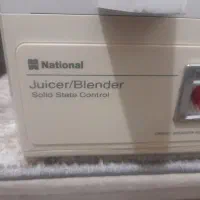 National
Juicer/Blender
Solid State Control